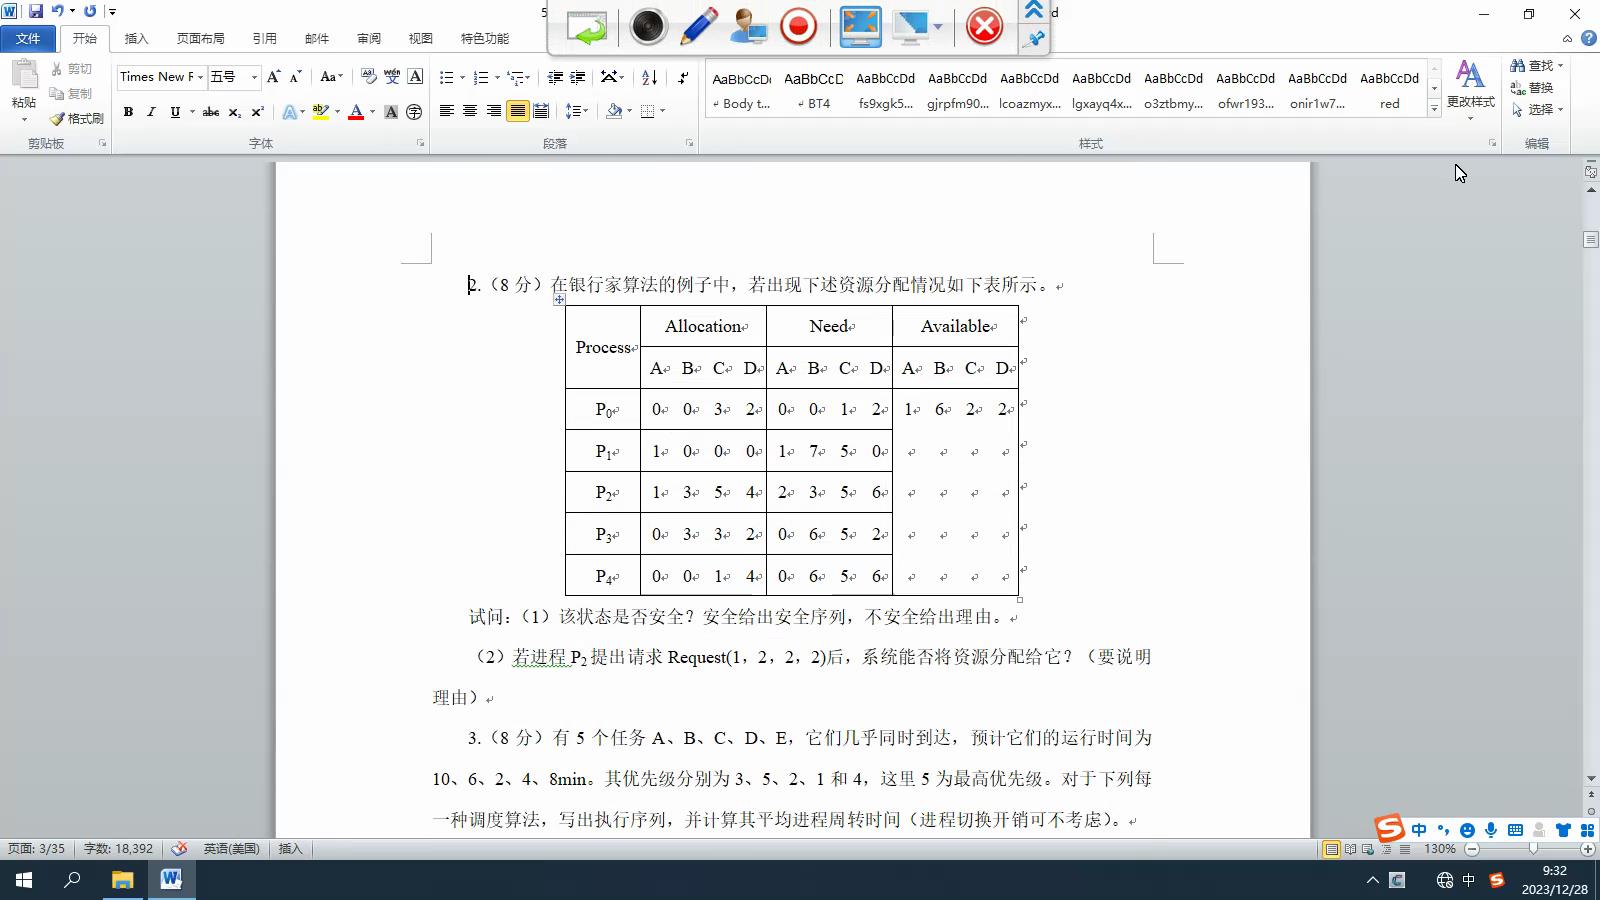 文件 开始 插入 页面布局 引用 邮件 审阅 视图 特色功能
粘贴 剪切 复制 格式刷
Times New R 五号
AaBbCcDc AaBbCcD AaBbCcDd AaBbCcDd AaBbCcDd AaBbCcDd AaBbCcDd AaBbCcDd AaBbCcDd AaBbCcDd
Body t... BT4 fs9xgk5... gjrpfm90... lcoazmyx... lgxayq4x... o3ztbmy... ofwr193... onir1w7... red
更改样式
查找
替换
选择
剪贴板 字体 段落 样式 编辑
2.（8 分）在银行家算法的例子中，若出现下述资源分配情况如下表所示。
Process Allocation Need Available
A B C D A B C D A B C D
P0 0 0 3 2 0 0 1 2 1 6 2 2
P1 1 0 0 0 1 7 5 0
P2 1 3 5 4 2 3 5 6
P3 0 3 3 2 0 6 5 2
P4 0 0 1 4 0 6 5 6
试问：（1）该状态是否安全？安全给出安全序列，不安全给出理由。
（2）若进程 P2 提出请求 Request(1，2，2，2)后，系统能否将资源分配给它？（要说明
理由）
3.（8 分）有 5 个任务 A、B、C、D、E，它们几乎同时到达，预计它们的运行时间为
10、6、2、4、8min。其优先级分别为 3、5、2、1 和 4，这里 5 为最高优先级。对于下列每
一种调度算法，写出执行序列，并计算其平均进程周转时间（进程切换开销可不考虑）。
页面: 3/35 字数: 18,392 英语(美国) 插入 130%
中
中
9:32
2023/12/28